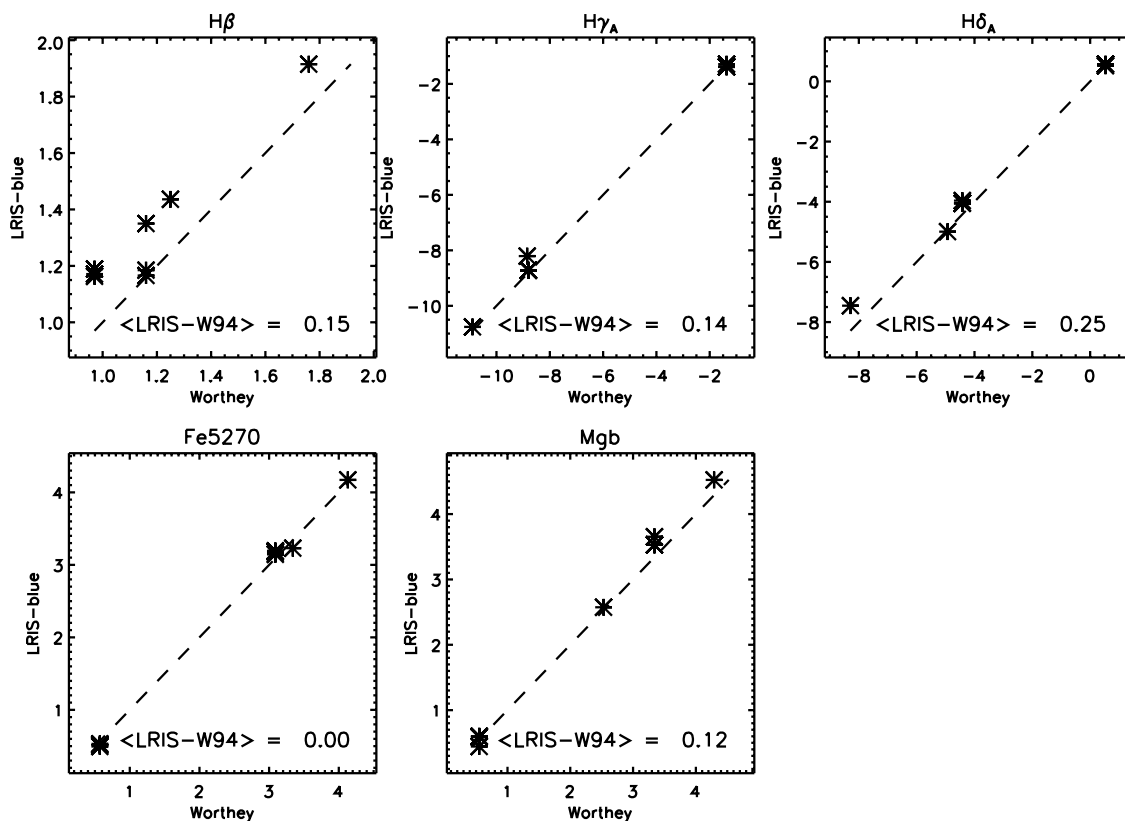 Hβ
LRIS-blue
2.0
1.8
1.6
1.4
1.2
1.0
<LRIS-W94> = 0.15
1.0 1.2 1.4 1.6 1.8 2.0
Worthey
Hγ_A
LRIS-blue
-2
-4
-6
-8
-10
<LRIS-W94> = 0.14
-10 -8 -6 -4 -2
Worthey
Hδ_A
LRIS-blue
0
-2
-4
-6
-8
<LRIS-W94> = 0.25
-8 -6 -4 -2 0
Worthey
Fe5270
LRIS-blue
4
3
2
1
<LRIS-W94> = 0.00
1 2 3 4
Worthey
Mgb
LRIS-blue
4
3
2
1
<LRIS-W94> = 0.12
1 2 3 4
Worthey